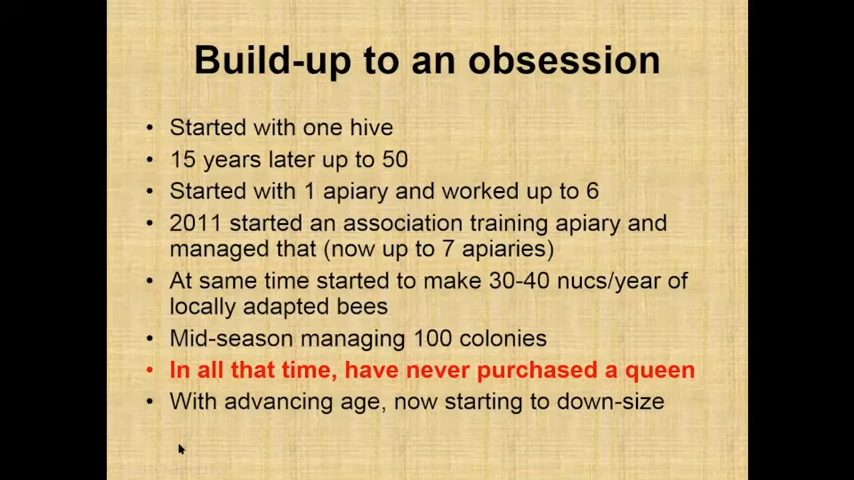 Build-up to an obsession
• Started with one hive
• 15 years later up to 50
• Started with 1 apiary and worked up to 6
• 2011 started an association training apiary and
managed that (now up to 7 apiaries)
• At same time started to make 30-40 nucs/year of
locally adapted bees
• Mid-season managing 100 colonies
• In all that time, have never purchased a queen
• With advancing age, now starting to down-size